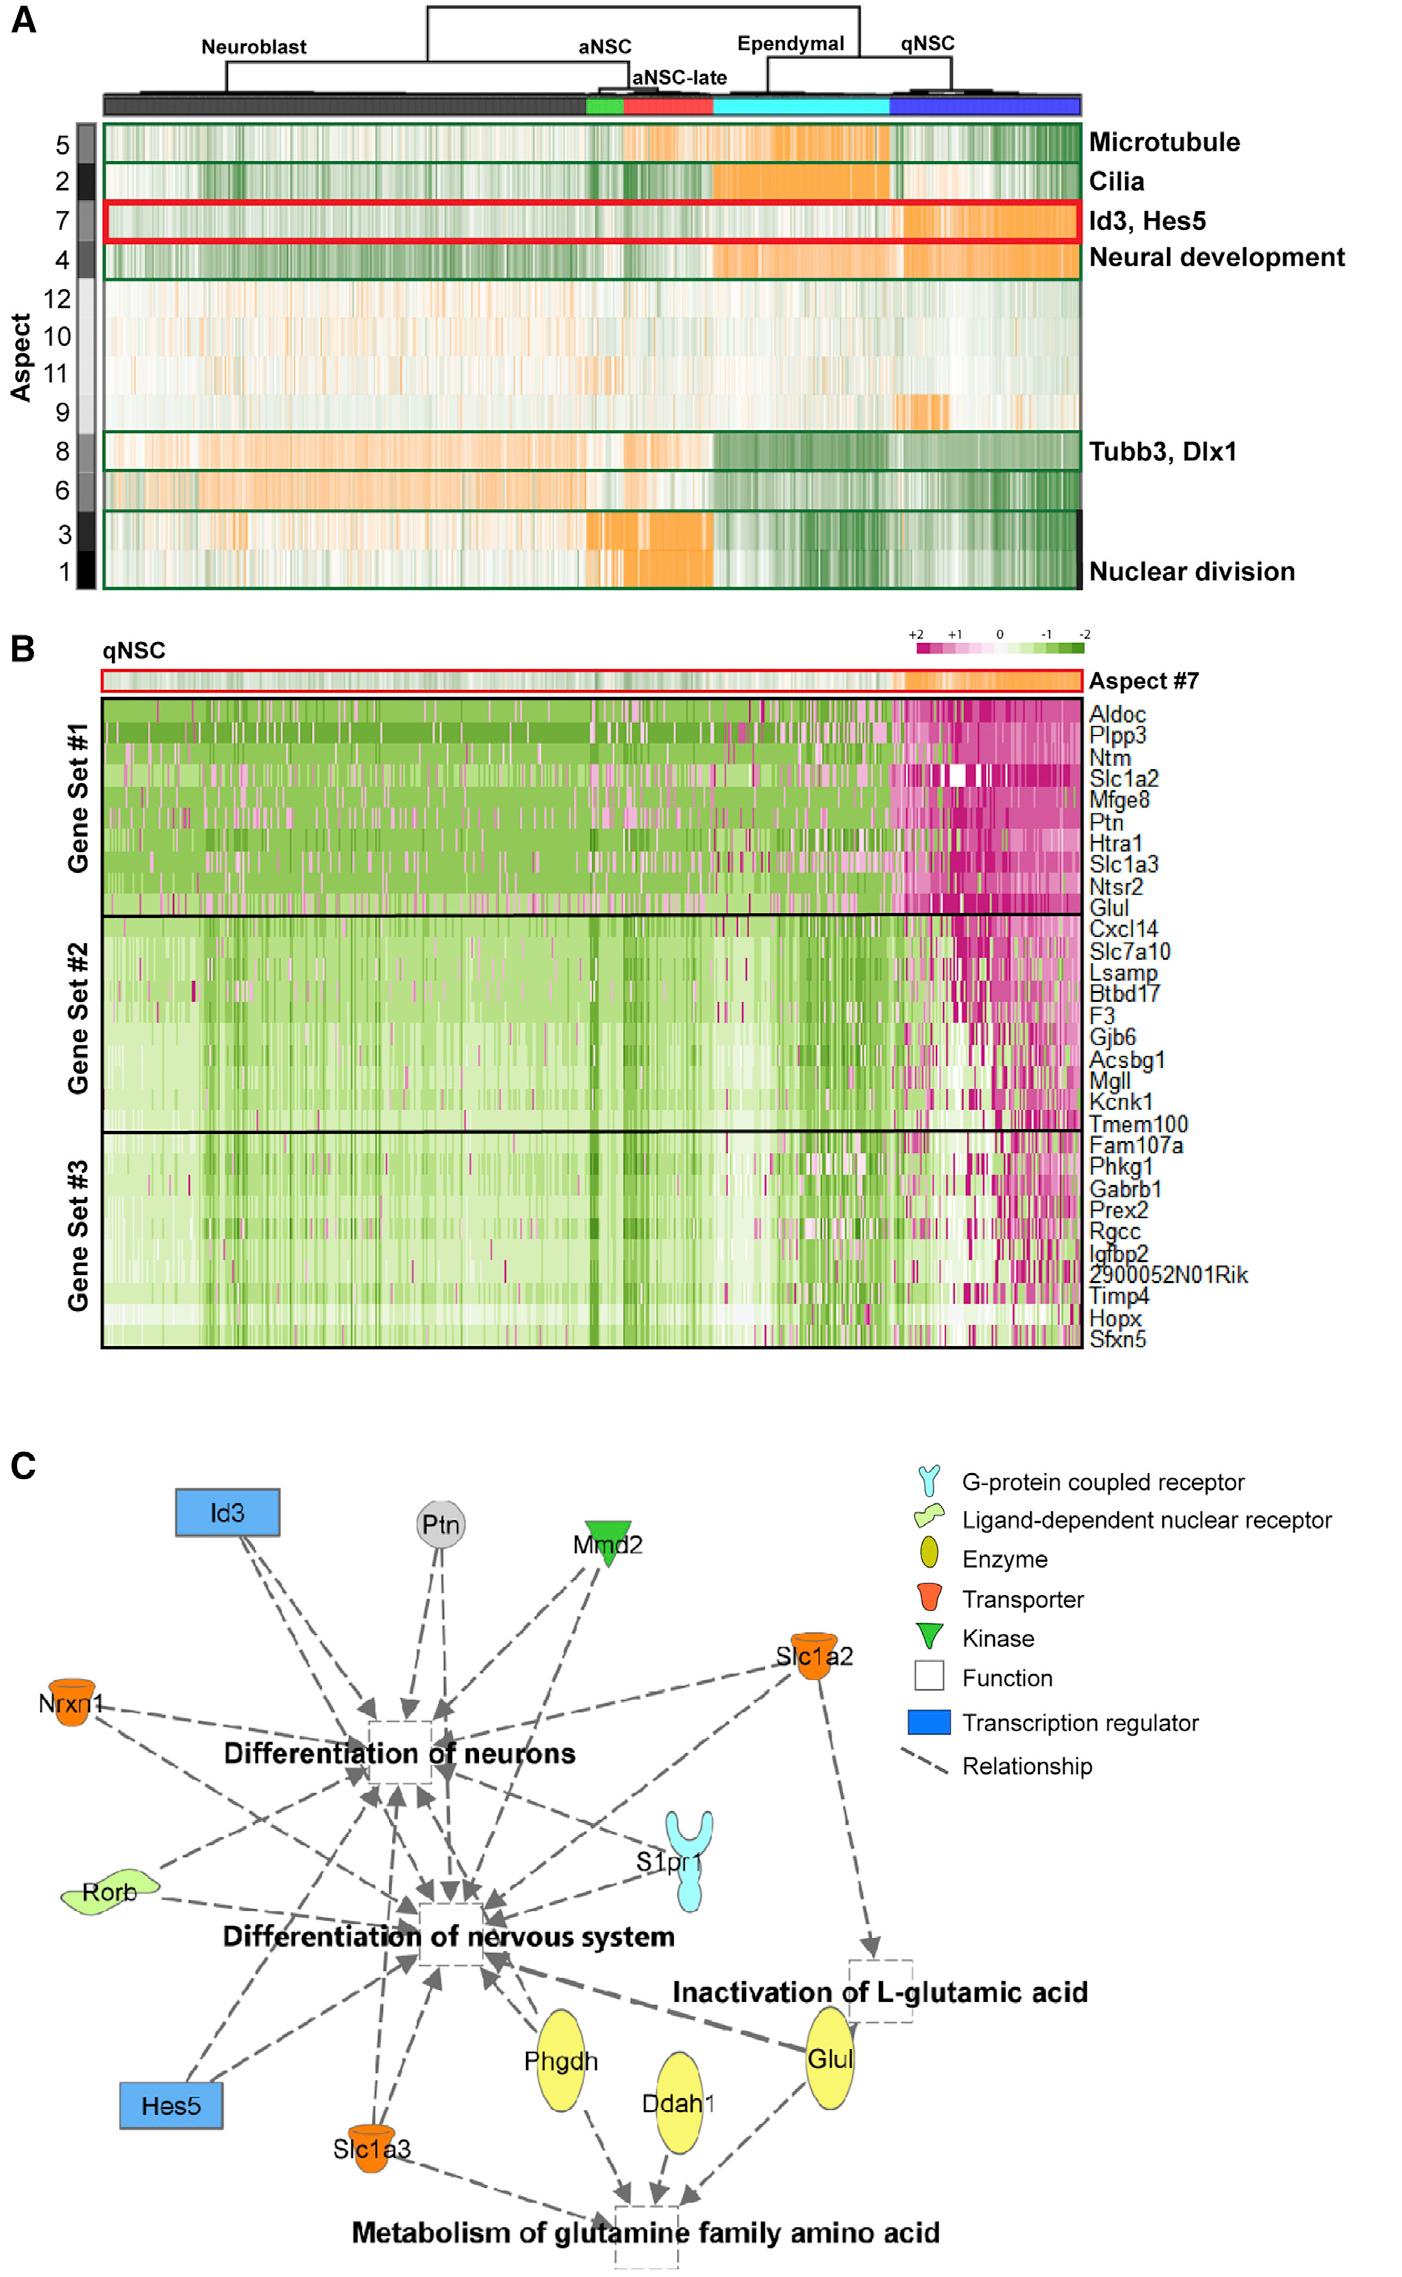 A
Neuroblast
aNSC
aNSC-late
Ependymal
qNSC
Aspect
5
Microtubule
2
Cilia
7
Id3, Hes5
4
Neural development
12
10
11
9
8
Tubb3, Dlx1
6
3
1
Nuclear division
B
qNSC
+2
+1
0
-1
-2
Aspect #7
Gene Set #1
Aldoc
Plpp3
Ntm
Slc1a2
Mfge8
Ptn
Htra1
Slc1a3
Ntsr2
Glul
Gene Set #2
Cxcl14
Slc7a10
Lsamp
Btbd17
F3
Gjb6
Acsbg1
Mgll
Kcnk1
Tmem100
Gene Set #3
Fam107a
Phkg1
Gabrb1
Prex2
Rgcc
Igfbp2
2900052N01Rik
Timp4
Hopx
Sfxn5
C
Id3
Ptn
Mmd2
Slc1a2
Nrxn1
Differentiation of neurons
S1pr1
Rorb
Differentiation of nervous system
Inactivation of L-glutamic acid
Phgdh
Glul
Ddah1
Hes5
Slc1a3
Metabolism of glutamine family amino acid
G-protein coupled receptor
Ligand-dependent nuclear receptor
Enzyme
Transporter
Kinase
Function
Transcription regulator
Relationship